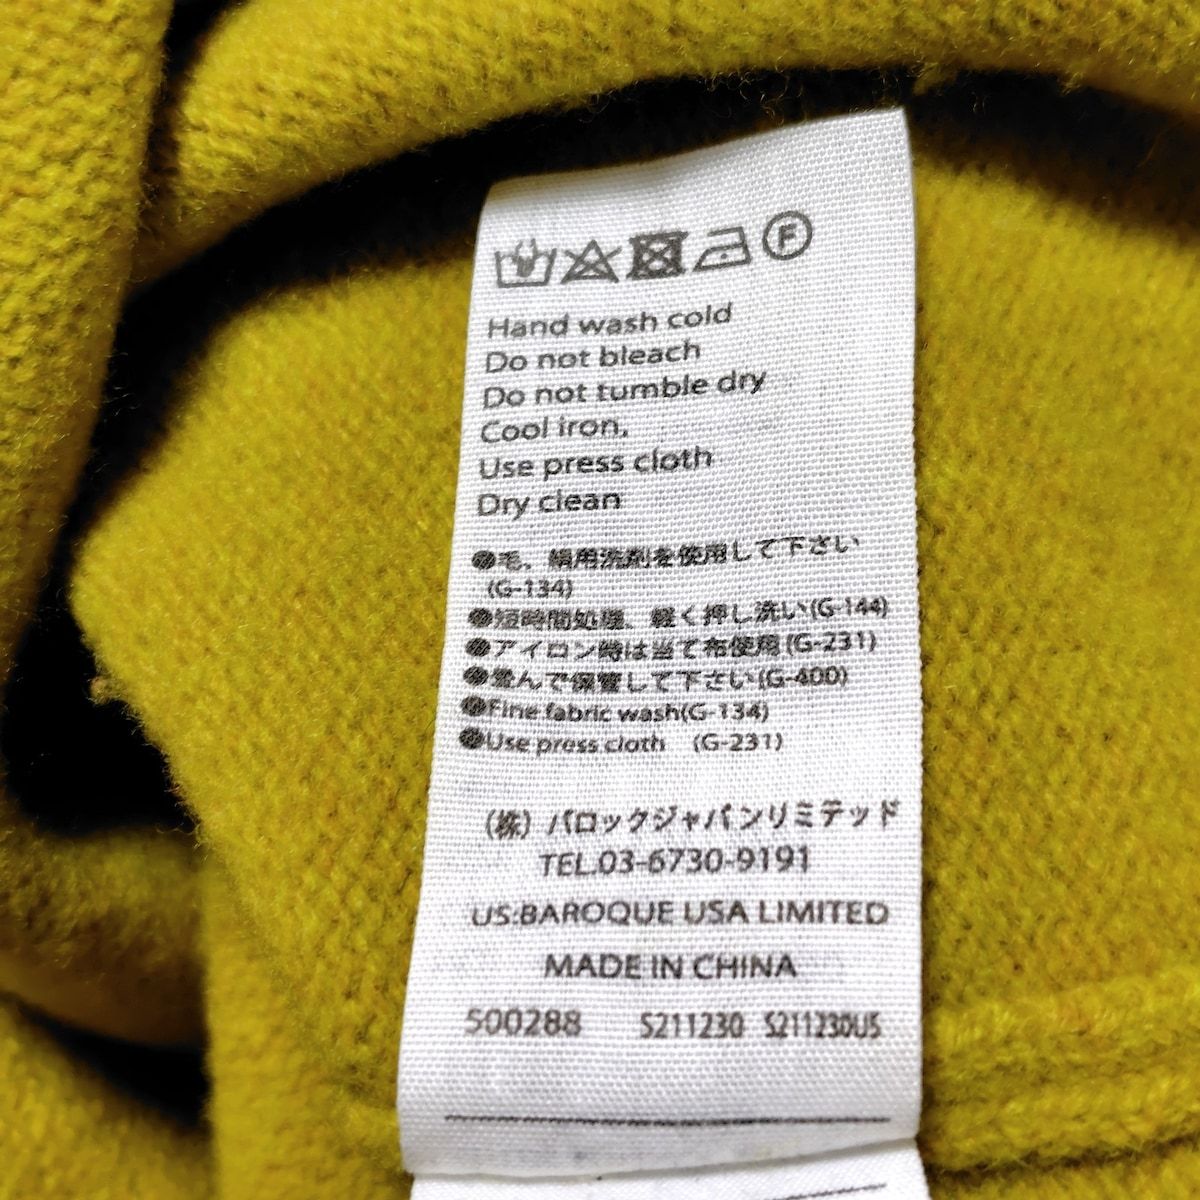 F
Hand wash cold
Do not bleach
Do not tumble dry
Cool iron,
Use press cloth
Dry clean
●毛、絹用洗剤を使用して下さい
(G-134)
●短時間処理、軽く押し洗い(G-144)
●アイロン時は当て布使用(G-231)
●畳んで保管して下さい(G-400)
●Fine fabric wash(G-134)
●Use press cloth (G-231)
(株) バロックジャパンリミテッド
TEL.03-6730-9191
US:BAROQUE USA LIMITED
MADE IN CHINA
500288 S211230 S211230US